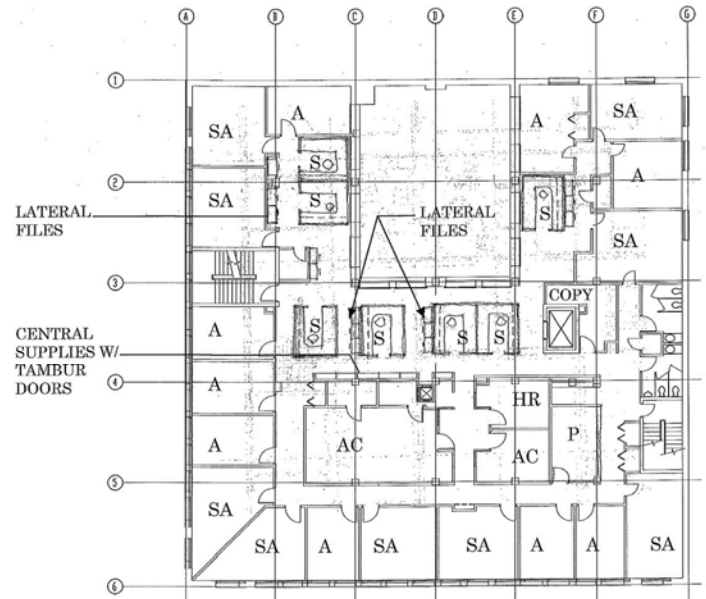 A B C D E F G
1
A A SA
SA
S
2
A
SA S S
LATERAL LATERAL
FILES FILES
SA
3
COPY
A S S S S
CENTRAL
SUPPLIES W/
TAMBUR
DOORS
4
A
HR
A AC P
AC
5
SA
SA A SA SA A A SA
6